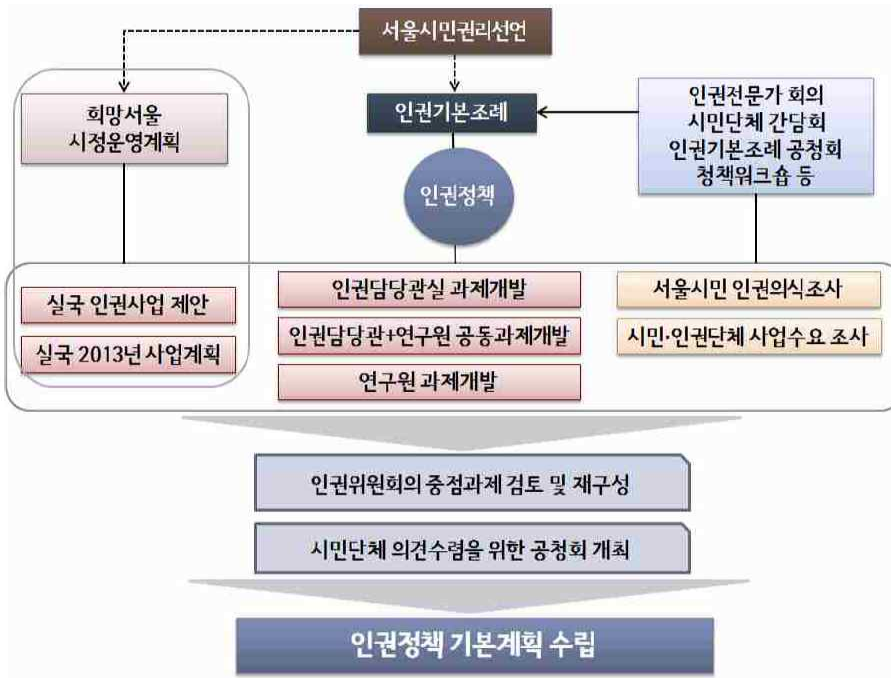 서울시민권리선언
희망서울
시정운영계획
인권기본조례
인권전문가 회의
시민단체 간담회
인권기본조례 공청회
정책워크숍 등
인권정책
실국 인권사업 제안
실국 2013년 사업계획
인권담당관실 과제개발
인권담당관+연구원 공동과제개발
연구원 과제개발
서울시민 인권의식조사
시민·인권단체 사업수요 조사
인권위원회의 중점과제 검토 및 재구성
시민단체 의견수렴을 위한 공청회 개최
인권정책 기본계획 수립